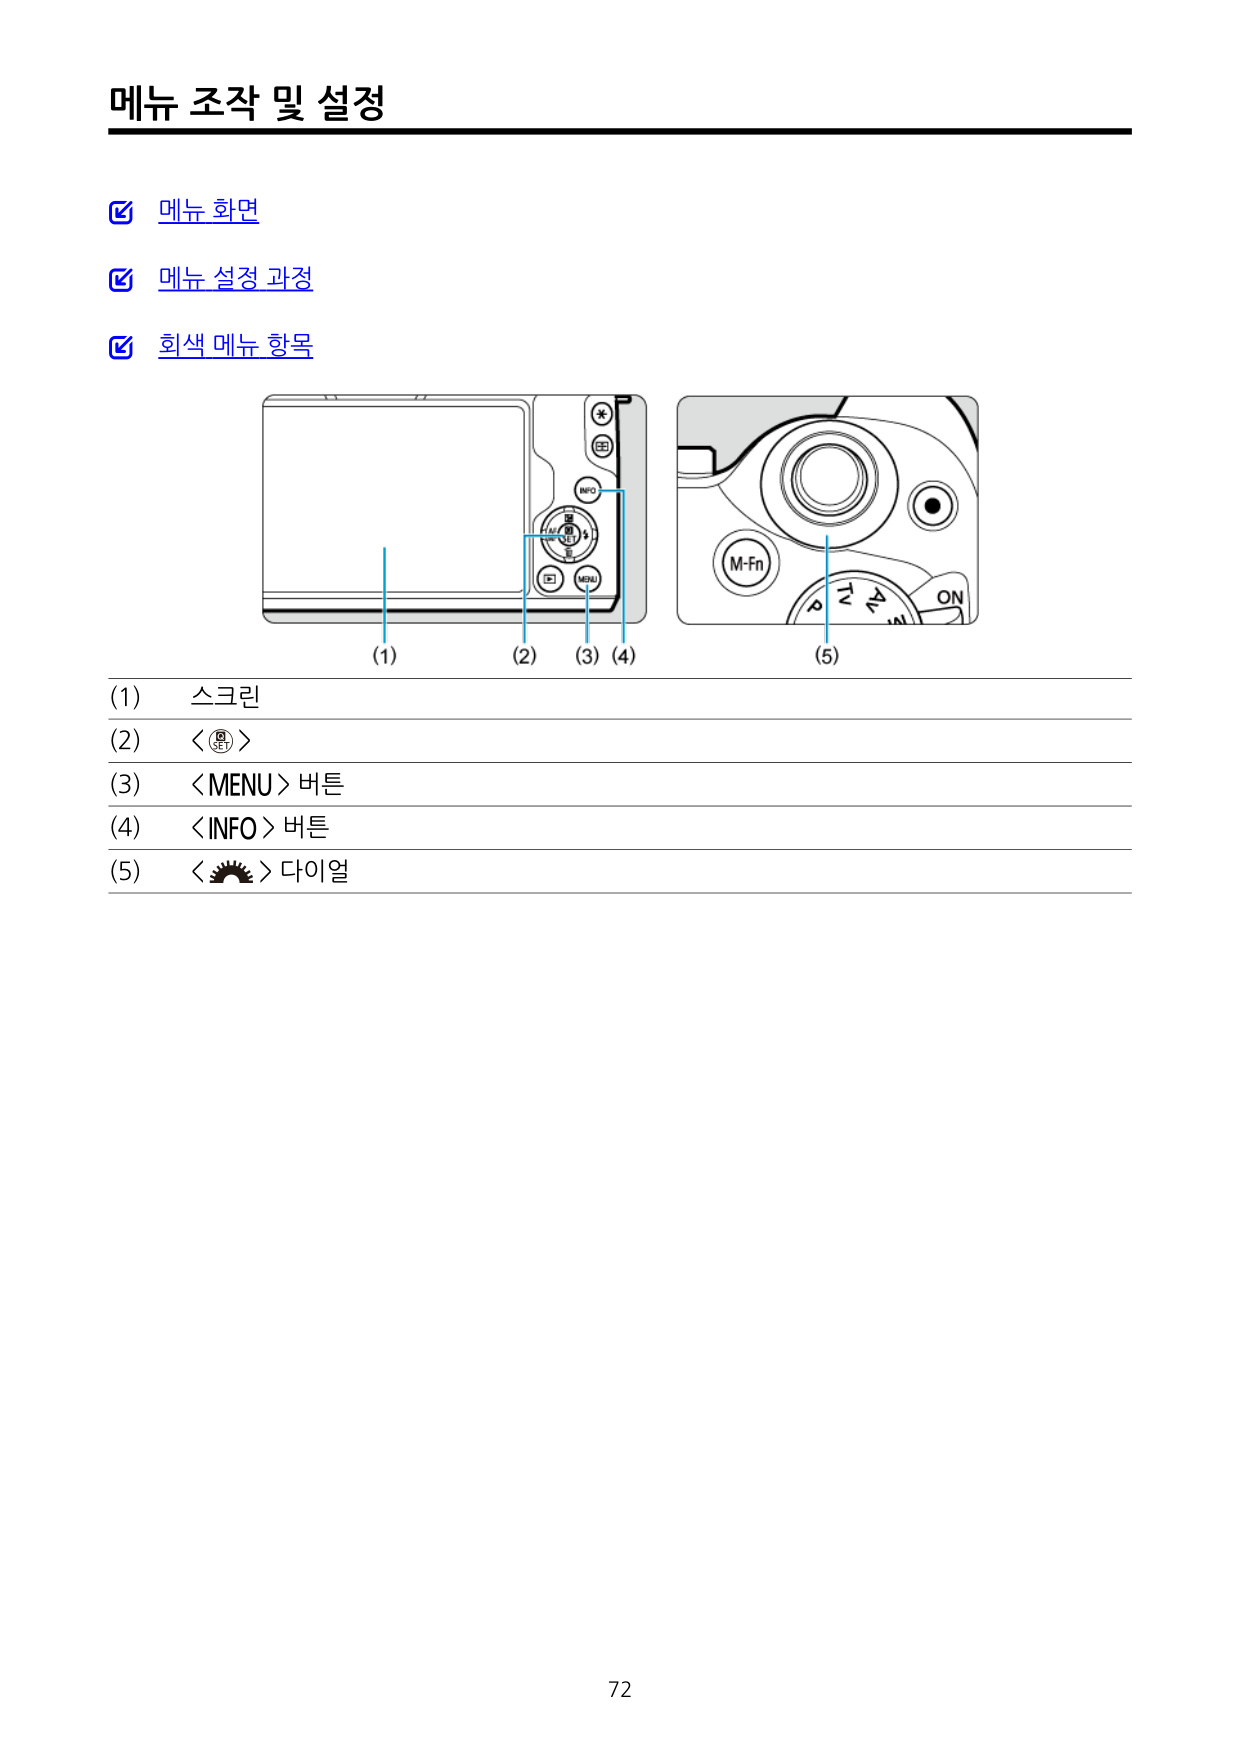 메뉴 조작 및 설정
메뉴 화면
메뉴 설정 과정
회색 메뉴 항목
INFO
AF
SET
MENU
M-Fn
P
Tv
Av
ON
(1)
(2)
(3)
(4)
(5)
(1) 스크린
(2) < SET >
(3) <MENU> 버튼
(4) <INFO> 버튼
(5) < > 다이얼
72